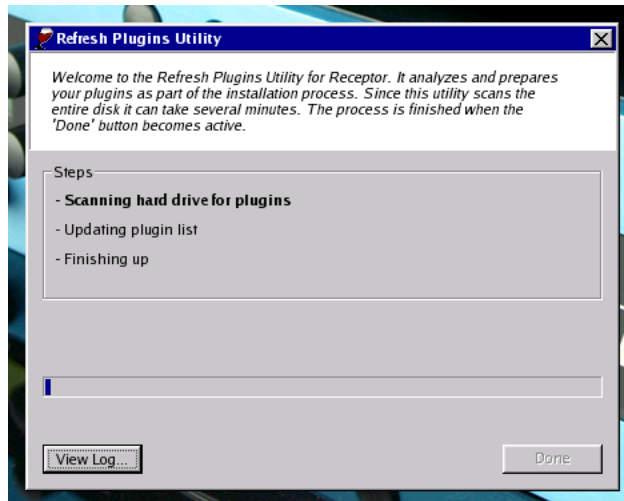 Refresh Plugins Utility
Welcome to the Refresh Plugins Utility for Receptor. It analyzes and prepares
your plugins as part of the installation process. Since this utility scans the
entire disk it can take several minutes. The process is finished when the
'Done' button becomes active.
Steps
- Scanning hard drive for plugins
- Updating plugin list
- Finishing up
View Log...
Done